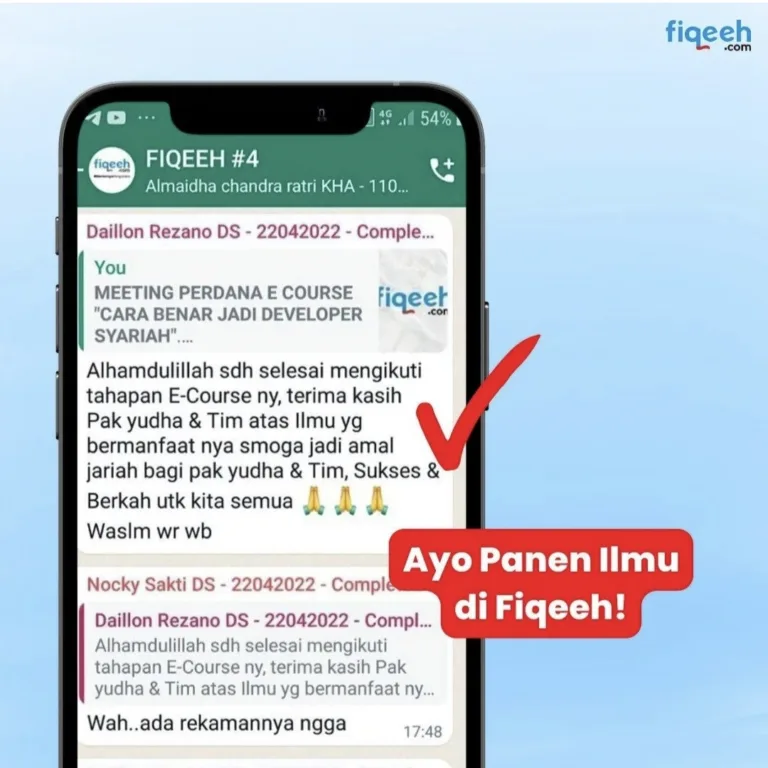 fiqeeh
.com
4G 54%
fiqeeh
.com
FIQEEH #4
Almaidha chandra ratri KHA - 110...
Daillon Rezano DS - 22042022 - Comple...
You
MEETING PERDANA E COURSE
"CARA BENAR JADI DEVELOPER
SYARIAH"....
fiqeeh
.com
Alhamdulillah sdh selesai mengikuti
tahapan E-Course ny, terima kasih
Pak yudha & Tim atas Ilmu yg
bermanfaat nya smoga jadi amal
jariah bagi pak yudha & Tim, Sukses &
Berkah utk kita semua 🙏 🙏 🙏
Waslm wr wb
Ayo Panen Ilmu
di Fiqeeh!
Nocky Sakti DS - 22042022 - Comple
Daillon Rezano DS - 22042022 - Compl...
Alhamdulillah sdh selesai mengikuti
tahapan E-Course ny, terima kasih Pak
yudha & Tim atas Ilmu yg bermanfaat ny...
Wah..ada rekamannya ngga
17:48